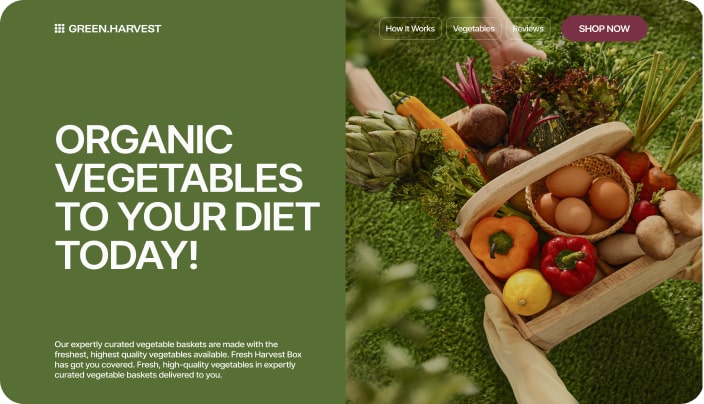 GREEN.HARVEST
How It Works
Vegetables
Reviews
SHOP NOW
ORGANIC
VEGETABLES
TO YOUR DIET
TODAY!
Our expertly curated vegetable baskets are made with the
freshest, highest quality vegetables available. Fresh Harvest Box
has got you covered. Fresh, high-quality vegetables in expertly
curated vegetable baskets delivered to you.